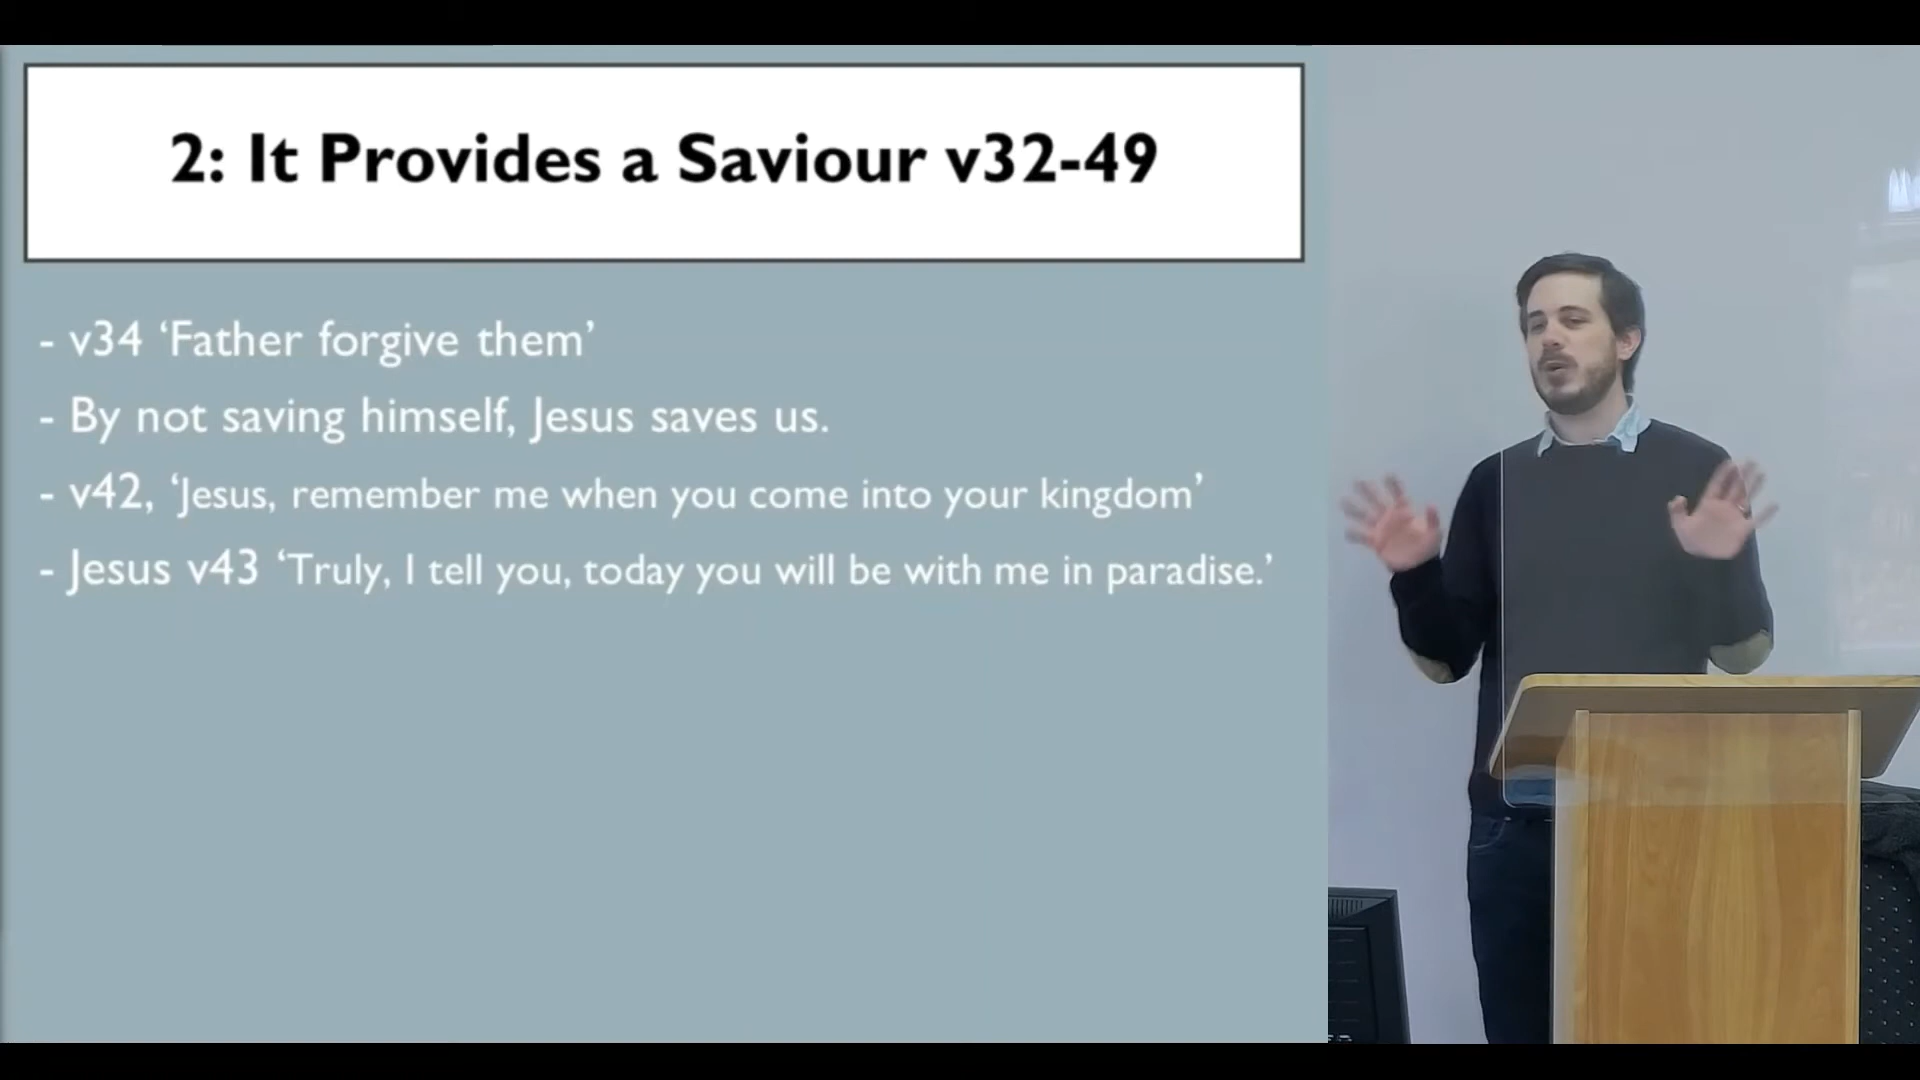 2: It Provides a Saviour v32-49
- v34 ‘Father forgive them’
- By not saving himself, Jesus saves us.
- v42, ‘Jesus, remember me when you come into your kingdom’
- Jesus v43 ‘Truly, I tell you, today you will be with me in paradise.’